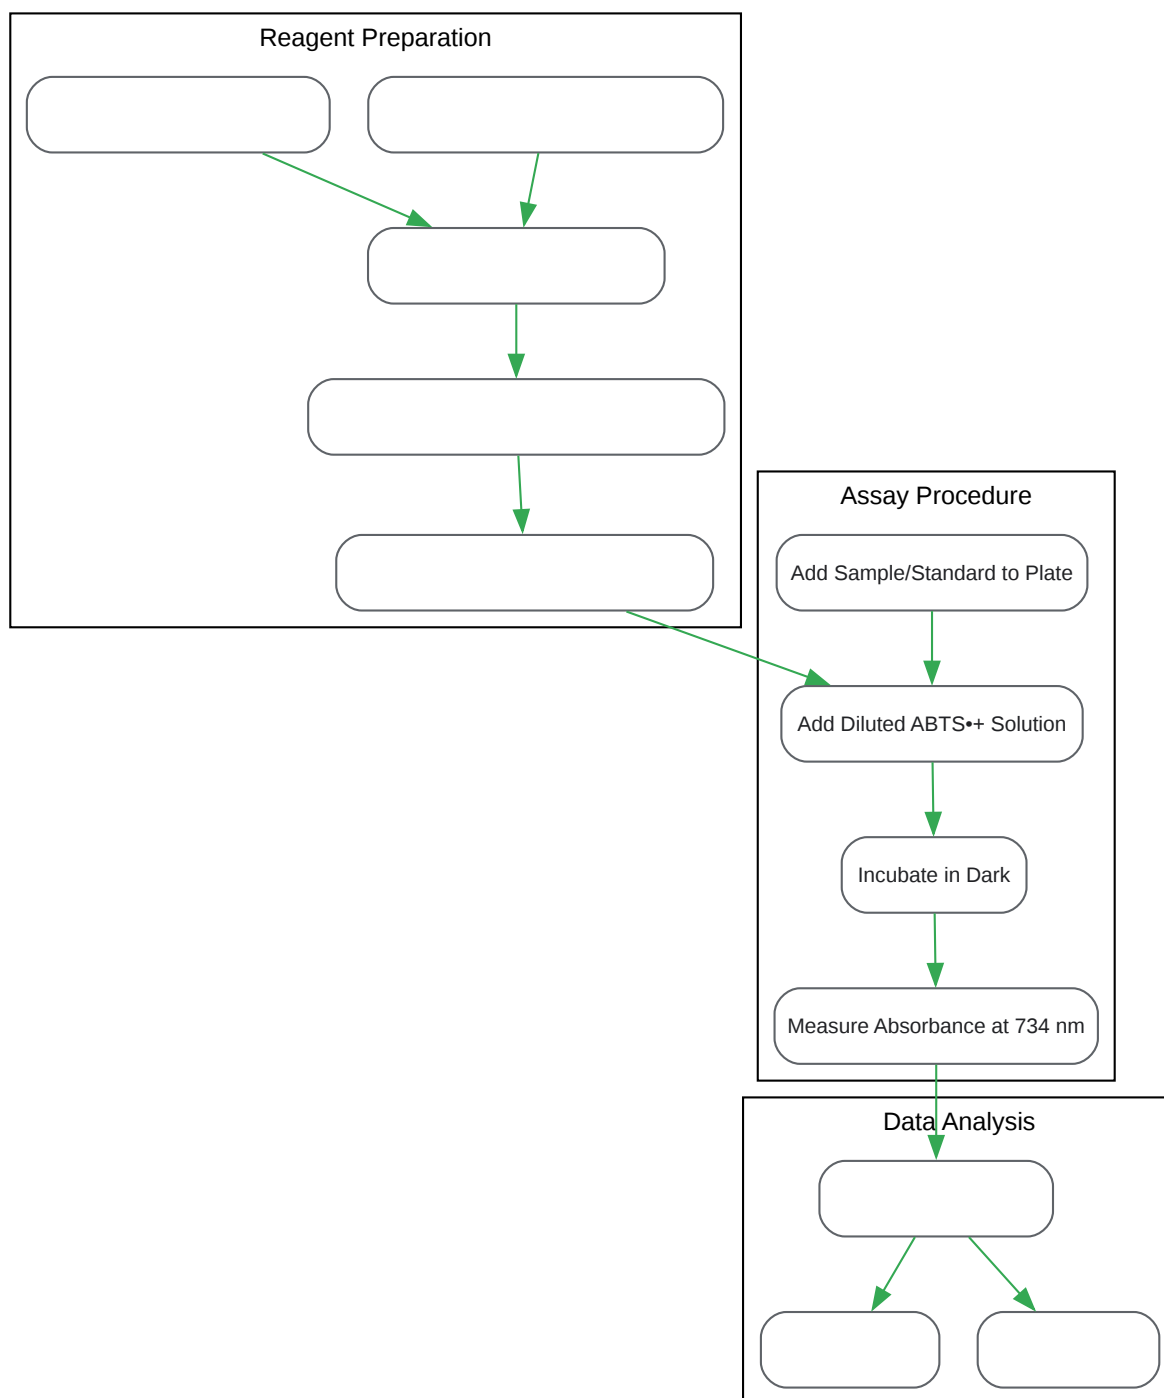 Reagent Preparation
Assay Procedure
Add Sample/Standard to Plate
Add Diluted ABTS•+ Solution
Incubate in Dark
Measure Absorbance at 734 nm
Data Analysis